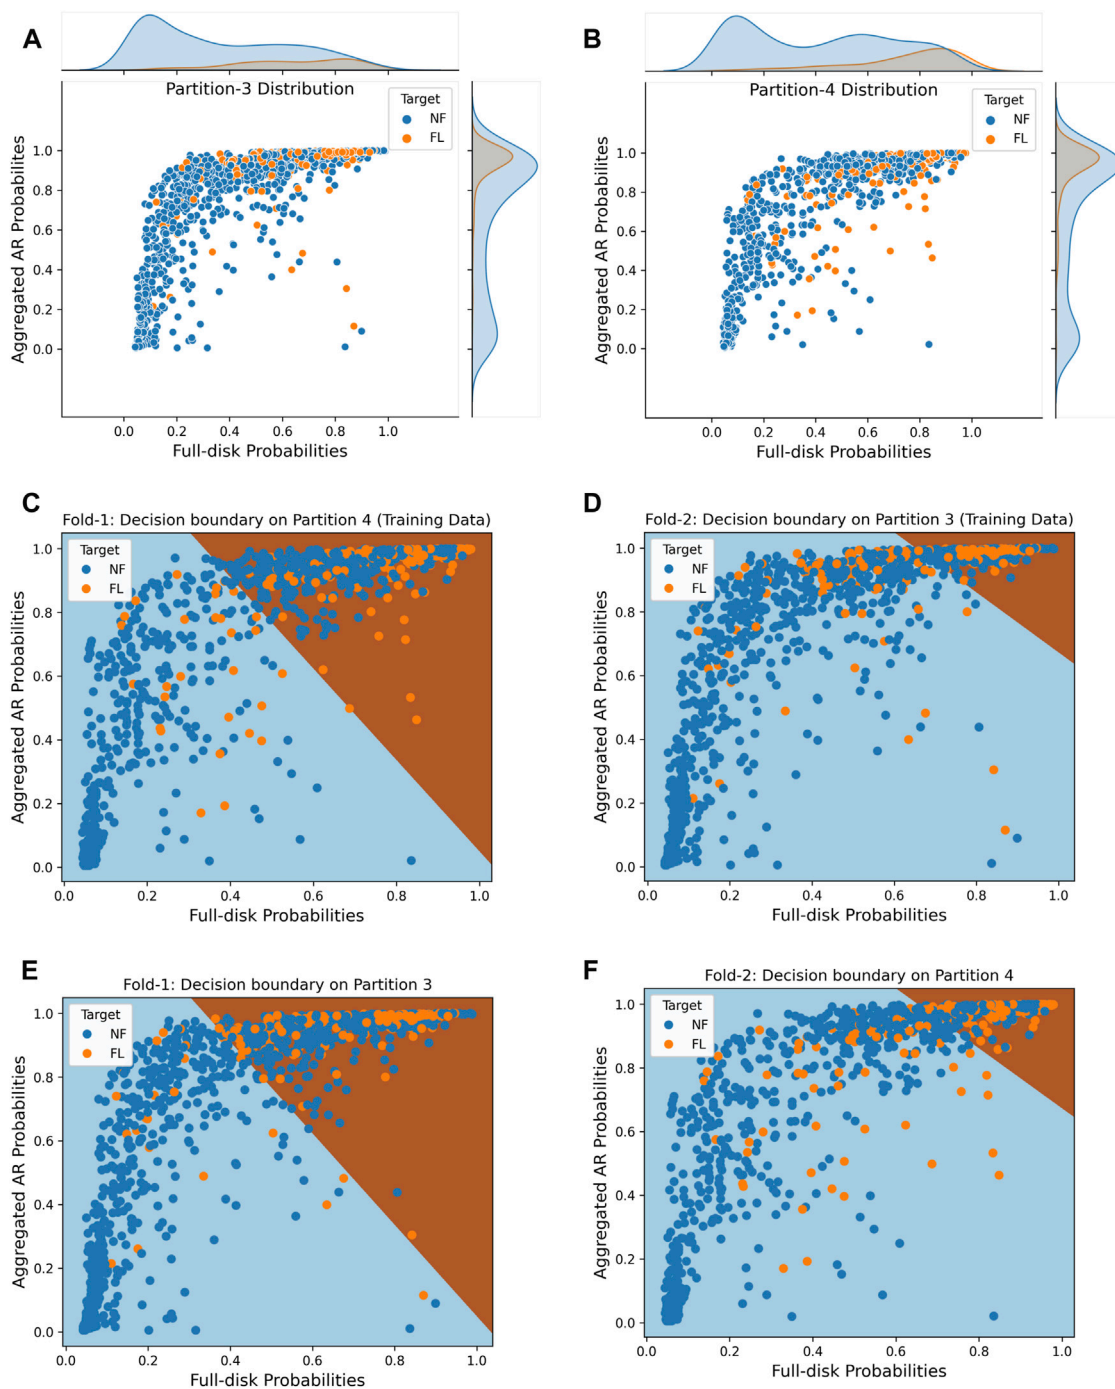 A
Partition-3 Distribution
Target
NF
FL
Aggregated AR Probabilites
1.0
0.8
0.6
0.4
0.2
0.0
0.0 0.2 0.4 0.6 0.8 1.0
Full-disk Probabilities
B
Partition-4 Distribution
Target
NF
FL
Aggregated AR Probabilities
1.0
0.8
0.6
0.4
0.2
0.0
0.0 0.2 0.4 0.6 0.8 1.0
Full-disk Probabilities
C
Fold-1: Decision boundary on Partition 4 (Training Data)
Target
NF
FL
Aggregated AR Probabilities
1.0
0.8
0.6
0.4
0.2
0.0
0.0 0.2 0.4 0.6 0.8 1.0
Full-disk Probabilities
D
Fold-2: Decision boundary on Partition 3 (Training Data)
Target
NF
FL
Aggregated AR Probabilities
1.0
0.8
0.6
0.4
0.2
0.0
0.0 0.2 0.4 0.6 0.8 1.0
Full-disk Probabilities
E
Fold-1: Decision boundary on Partition 3
Target
NF
FL
Aggregated AR Probabilities
1.0
0.8
0.6
0.4
0.2
0.0
0.0 0.2 0.4 0.6 0.8 1.0
Full-disk Probabilities
F
Fold-2: Decision boundary on Partition 4
Target
NF
FL
Aggregated AR Probabilities
1.0
0.8
0.6
0.4
0.2
0.0
0.0 0.2 0.4 0.6 0.8 1.0
Full-disk Probabilities